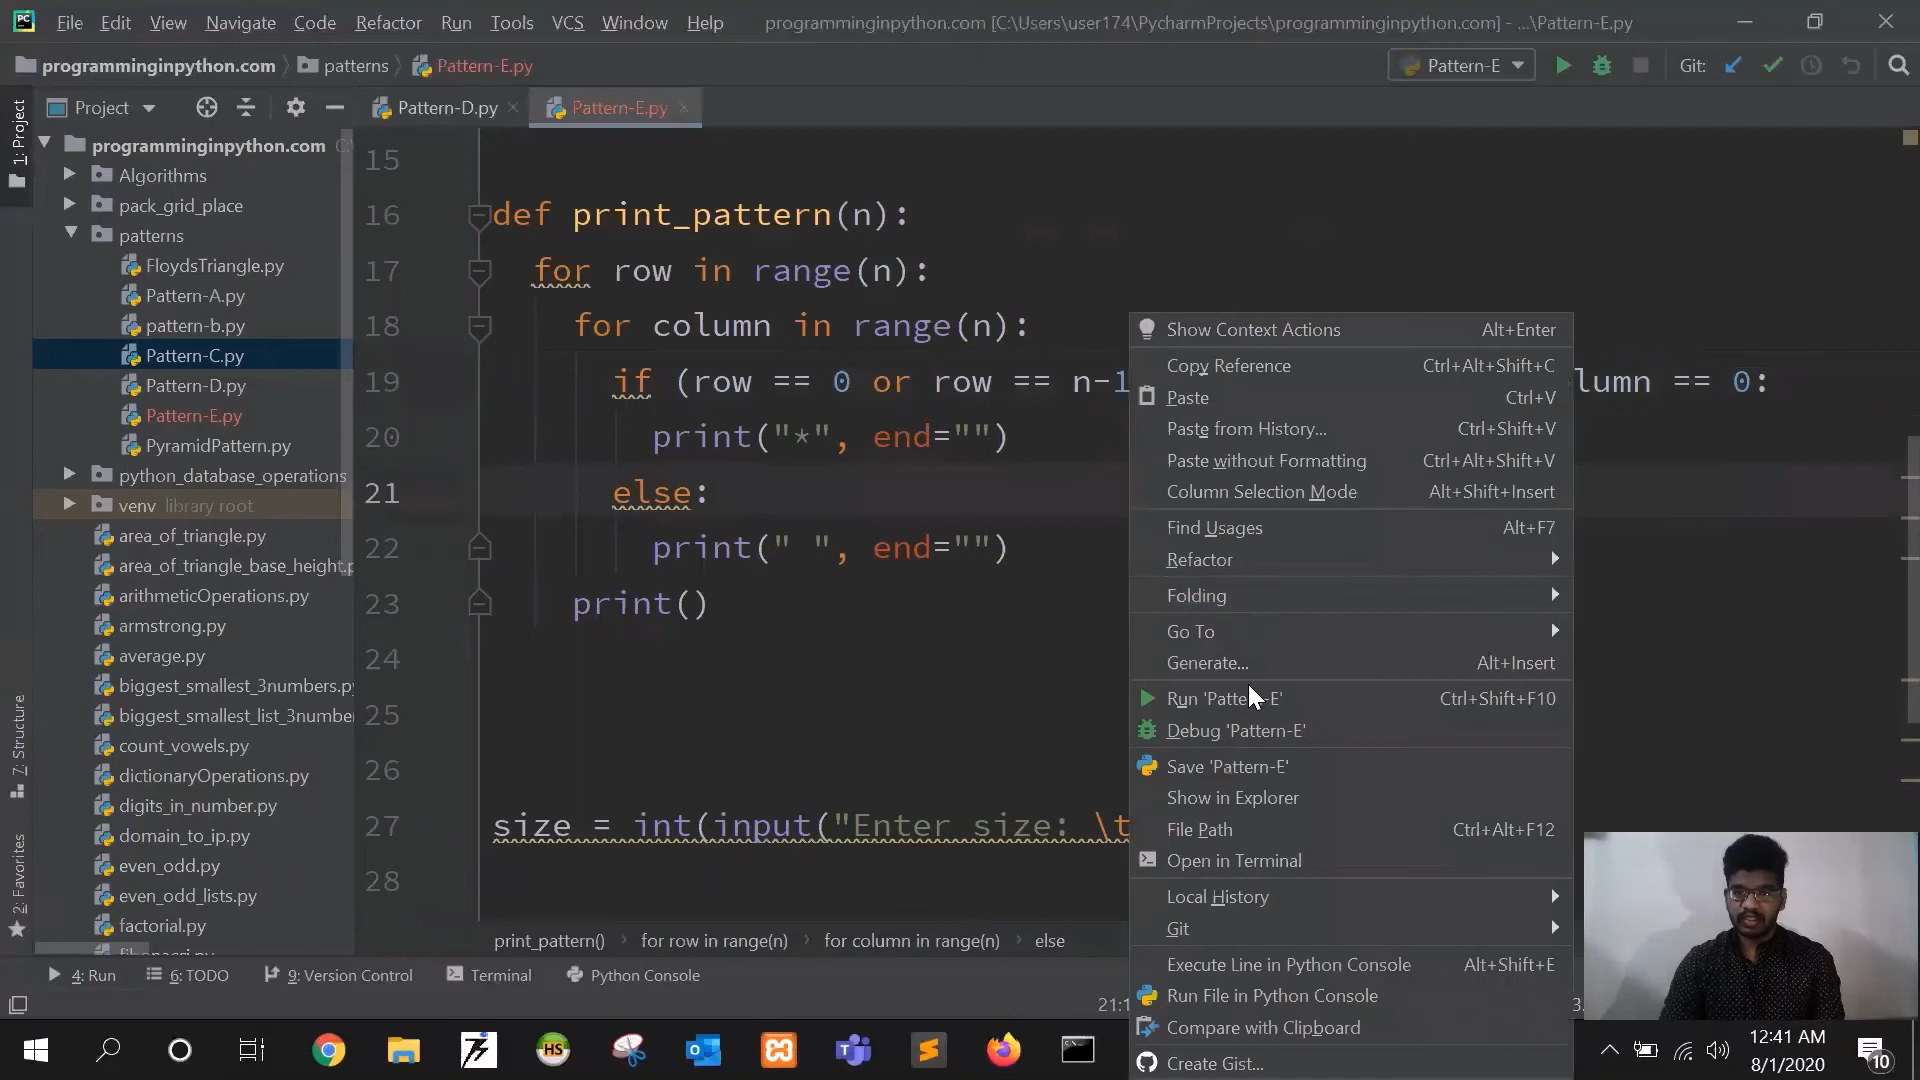 File Edit View Navigate Code Refactor Run Tools VCS Window Help programminginpython.com [C:\Users\user174\PycharmProjects\programminginpython.com] - ...\Pattern-E.py
programminginpython.com patterns Pattern-E.py Pattern-E Git:
Project Pattern-D.py Pattern-E.py
1: Project
7: Structure
2: Favorites
programminginpython.com C:
Algorithms
pack_grid_place
patterns
FloydsTriangle.py
Pattern-A.py
pattern-b.py
Pattern-C.py
Pattern-D.py
Pattern-E.py
PyramidPattern.py
python_database_operations
venv library root
area_of_triangle.py
area_of_triangle_base_height.p
arithmeticOperations.py
armstrong.py
average.py
biggest_smallest_3numbers.py
biggest_smallest_list_3number
count_vowels.py
dictionaryOperations.py
digits_in_number.py
domain_to_ip.py
even_odd.py
even_odd_lists.py
factorial.py
15
16 def print_pattern(n):
17 for row in range(n):
18 for column in range(n):
19 if (row == 0 or row == n-1 lumn == 0:
20 print("*", end="")
21 else:
22 print(" ", end="")
23 print()
24
25
26
27 size = int(input("Enter size: \t
28
Show Context Actions Alt+Enter
Copy Reference Ctrl+Alt+Shift+C
Paste Ctrl+V
Paste from History... Ctrl+Shift+V
Paste without Formatting Ctrl+Alt+Shift+V
Column Selection Mode Alt+Shift+Insert
Find Usages Alt+F7
Refactor
Folding
Go To
Generate... Alt+Insert
Run 'Pattern-E' Ctrl+Shift+F10
Debug 'Pattern-E'
Save 'Pattern-E'
Show in Explorer
File Path Ctrl+Alt+F12
Open in Terminal
Local History
Git
Execute Line in Python Console Alt+Shift+E
Run File in Python Console
Compare with Clipboard
Create Gist...
print_pattern() for row in range(n) for column in range(n) else
4: Run 6: TODO 9: Version Control Terminal Python Console
21:1 3.
HS
12:41 AM
8/1/2020
10